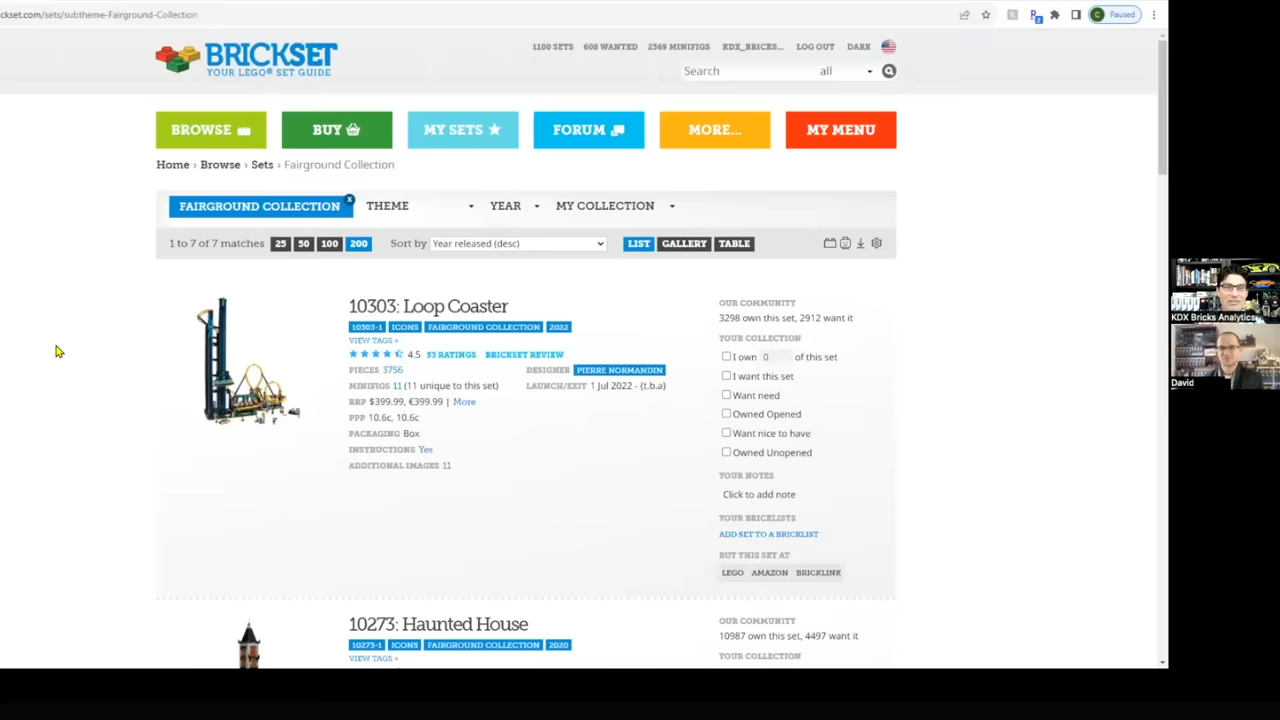 ckset.com/sets/subtheme-Fairground-Collection
Paused
BRICKSET
YOUR LEGO® SET GUIDE
1100 SETS 608 WANTED 2369 MINIFIGS KDX_BRICKS... LOG OUT DARK
Search all
BROWSE BUY MY SETS FORUM MORE... MY MENU
Home › Browse › Sets › Fairground Collection
FAIRGROUND COLLECTION x THEME YEAR MY COLLECTION
1 to 7 of 7 matches 25 50 100 200 Sort by Year released (desc) LIST GALLERY TABLE
10303: Loop Coaster
10303-1 ICONS FAIRGROUND COLLECTION 2022
VIEW TAGS »
4.5 53 RATINGS BRICKSET REVIEW
PIECES 3756
DESIGNER PIERRE NORMANDIN
MINIFIGS 11 (11 unique to this set)
LAUNCH/EXIT 1 Jul 2022 - (t.b.a)
RRP $399.99, €399.99 | More
PPP 10.6c, 10.6c
PACKAGING Box
INSTRUCTIONS Yes
ADDITIONAL IMAGES 11
OUR COMMUNITY
3298 own this set, 2912 want it
YOUR COLLECTION
I own 0 of this set
I want this set
Want need
Owned Opened
Want nice to have
Owned Unopened
YOUR NOTES
Click to add note
YOUR BRICKLISTS
ADD SET TO A BRICKLIST
BUY THIS SET AT
LEGO AMAZON BRICKLINK
10273: Haunted House
10273-1 ICONS FAIRGROUND COLLECTION 2020
VIEW TAGS »
OUR COMMUNITY
10987 own this set, 4497 want it
YOUR COLLECTION
KDX Bricks Analytics
David